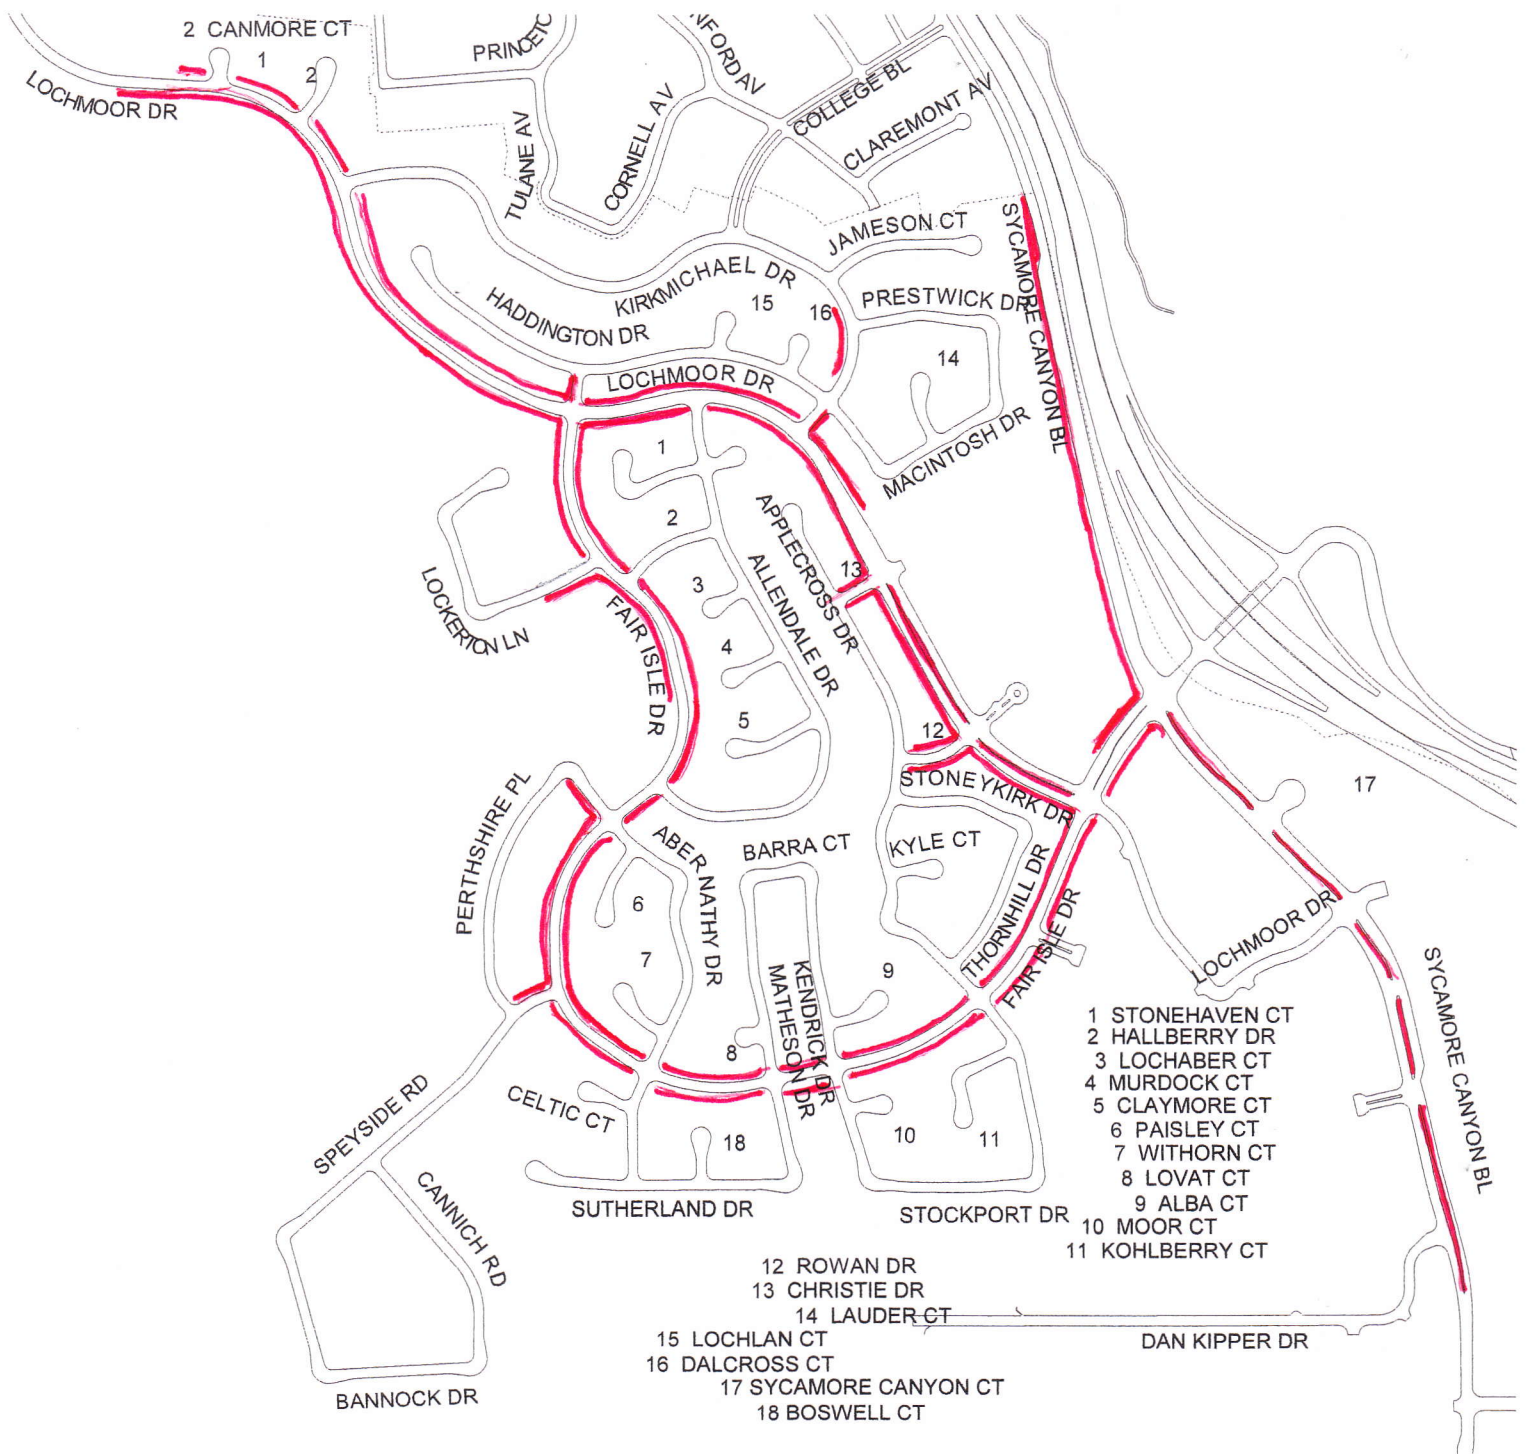 2 CANMORE CT
1
2
LOCHMOOR DR
TULANE AV
CORNELL AV
COLLEGE BL
CLAREMONT AV
JAMESON CT
SYCAMORE CANYON BL
KIRKMICHAEL DR
HADDINGTON DR
15
16
PRESTWICK DR
14
LOCHMOOR DR
MACINTOSH DR
1
2
APPLECROSS DR
13
ALLENDALE DR
3
LOCKERTON LN
FAIR ISLE DR
4
5
12
STONEYKIRK DR
17
PERTHSHIRE PL
ABERNATHY DR
BARRA CT
KYLE CT
THORNHILL DR
6
7
FAIR ISLE DR
LOCHMOOR DR
KENDRICK DR
MATHESON DR
9
8
SYCAMORE CANYON BL
SPEYSIDE RD
CELTIC CT
18
10
11
CANNICH RD
SUTHERLAND DR
STOCKPORT DR
1 STONEHAVEN CT
2 HALLBERRY DR
3 LOCHABER CT
4 MURDOCK CT
5 CLAYMORE CT
6 PAISLEY CT
7 WITHORN CT
8 LOVAT CT
9 ALBA CT
10 MOOR CT
11 KOHLBERRY CT
12 ROWAN DR
13 CHRISTIE DR
14 LAUDER CT
15 LOCHLAN CT
16 DALCROSS CT
17 SYCAMORE CANYON CT
18 BOSWELL CT
DAN KIPPER DR
BANNOCK DR